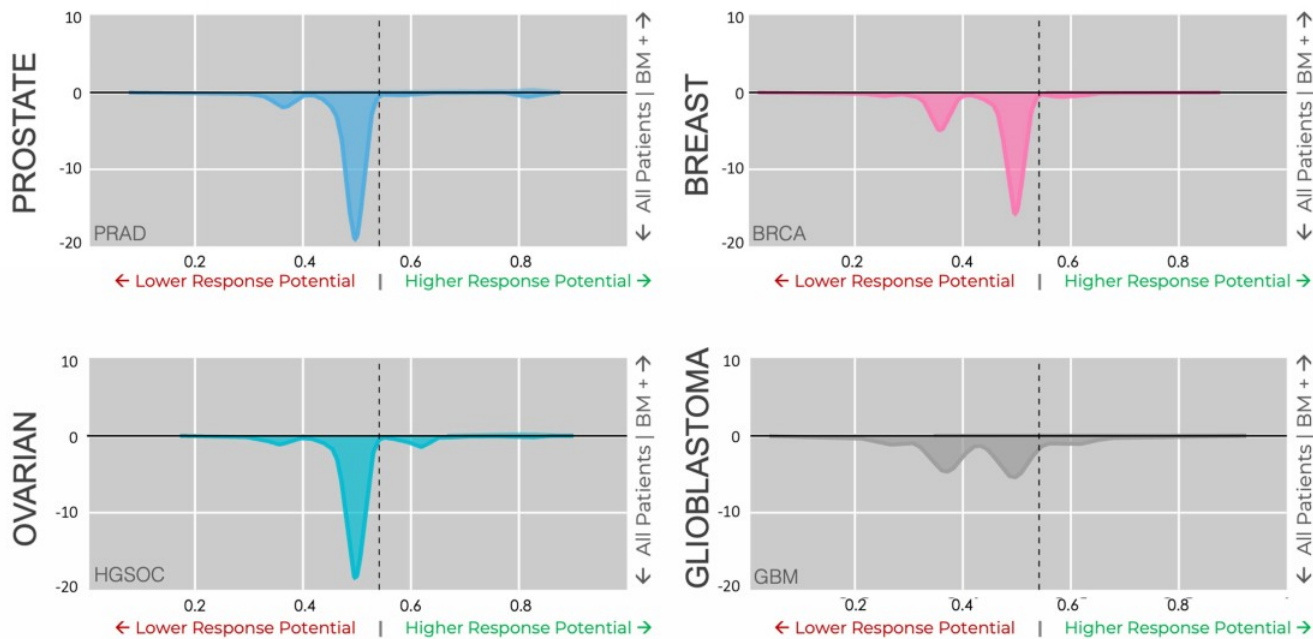 PROSTATE
10
0
-10
-20
PRAD
0.2 0.4 0.6 0.8
← Lower Response Potential | Higher Response Potential →
← All Patients | BM + →
BREAST
10
0
-10
-20
BRCA
0.2 0.4 0.6 0.8
← Lower Response Potential | Higher Response Potential →
← All Patients | BM + →
OVARIAN
10
0
-10
-20
HGSOC
0.2 0.4 0.6 0.8
← Lower Response Potential | Higher Response Potential →
← All Patients | BM + →
GLIOBLASTOMA
10
0
-10
-20
GBM
0.2 0.4 0.6 0.8
← Lower Response Potential | Higher Response Potential →
← All Patients | BM + →